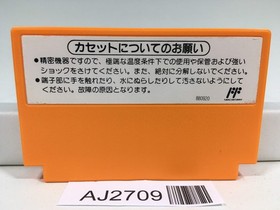 カセットについてのお願い
●精密機器ですので、極端な温度条件下での使用や保管および強い
ショックをさけてください。また、絶対に分解しないでください。
●端子部に手を触れたり、水にぬらしたりして汚さないようにして
ください。故障の原因となります。
AJ2709